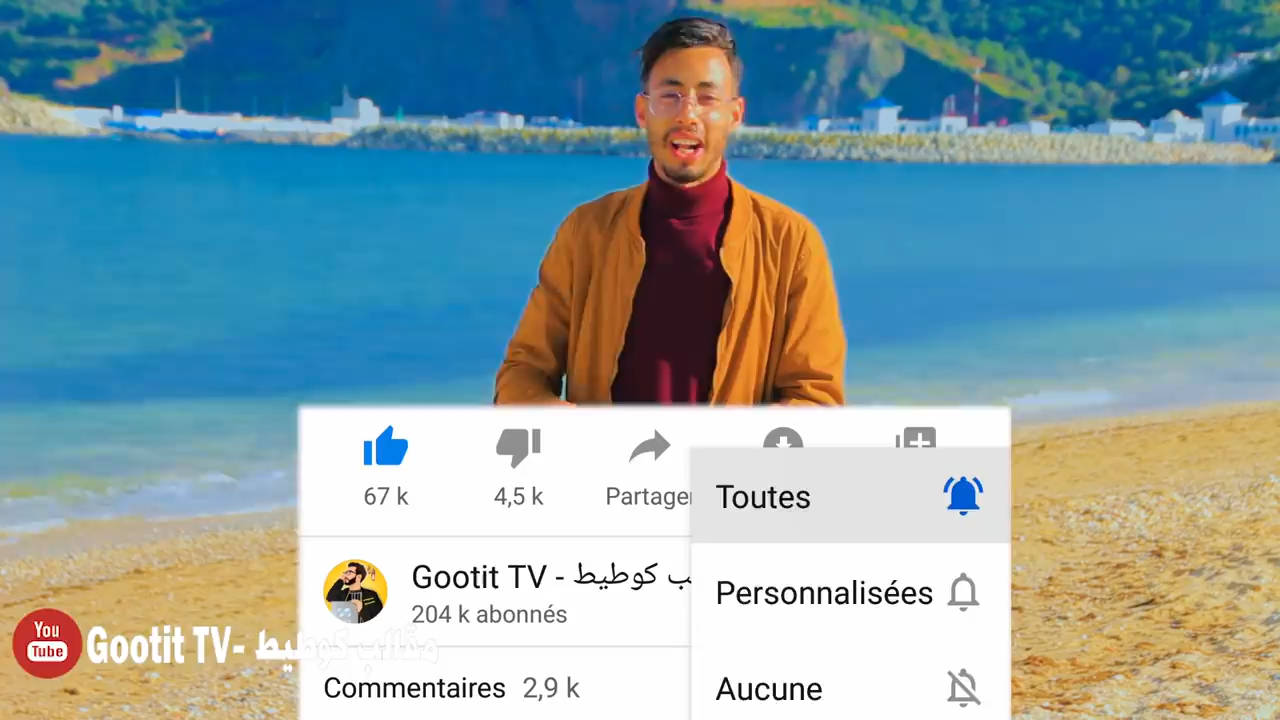 67 k
4,5 k
Partager
Toutes
Gootit TV - ب كوطيط
204 k abonnés
Personnalisées
Commentaires 2,9 k
Aucune
You
Tube
Gootit TV- مقالب كوطيط